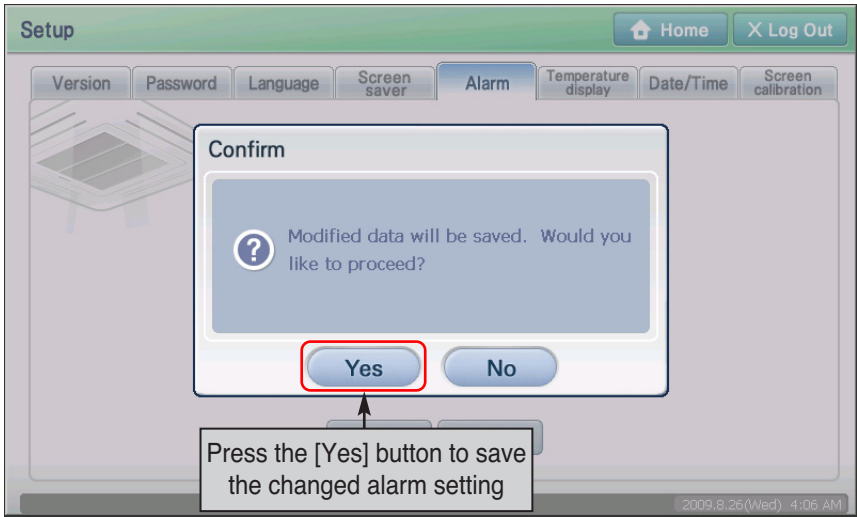 Setup
Home
X Log Out
Version
Password
Language
Screen
saver
Alarm
Temperature
display
Date/Time
Screen
calibration
Confirm
Modified data will be saved. Would you
like to proceed?
Yes
No
Press the [Yes] button to save
the changed alarm setting
2009.8.26(Wed) 4:06 AM